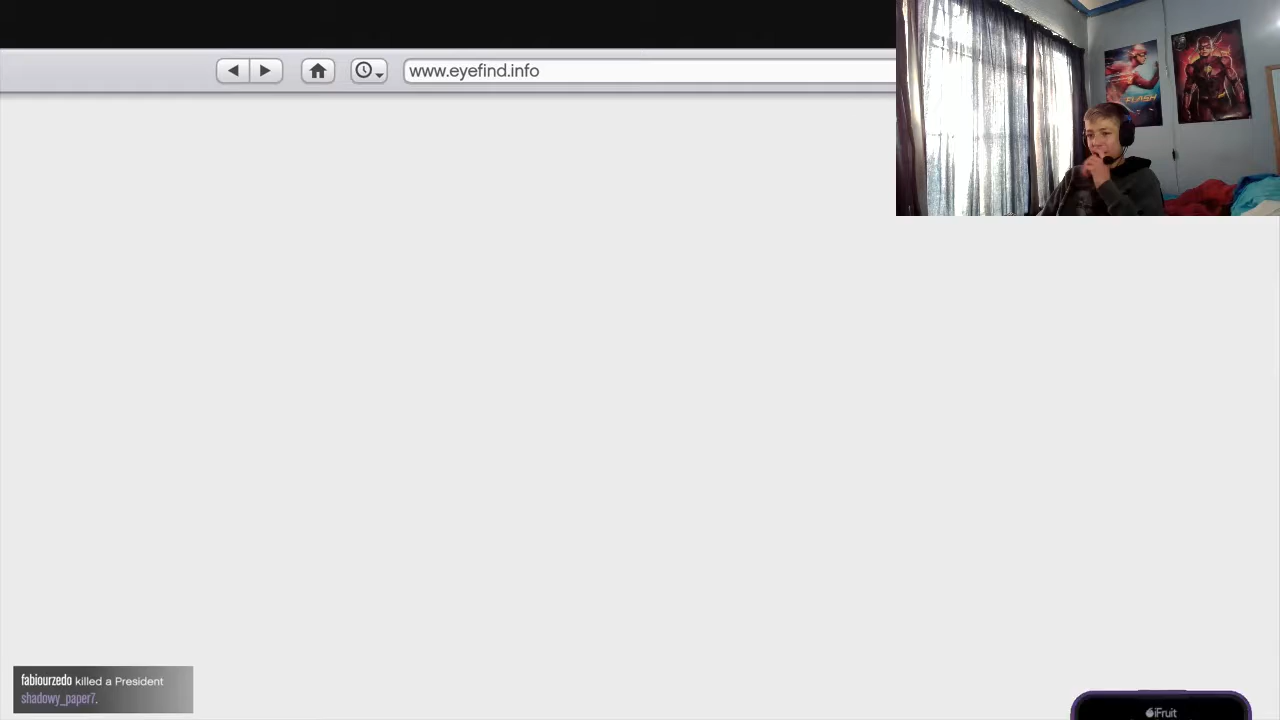 www.eyefind.info
FLASH
fabiourzedo killed a President
shadowy_paper7.
iFruit